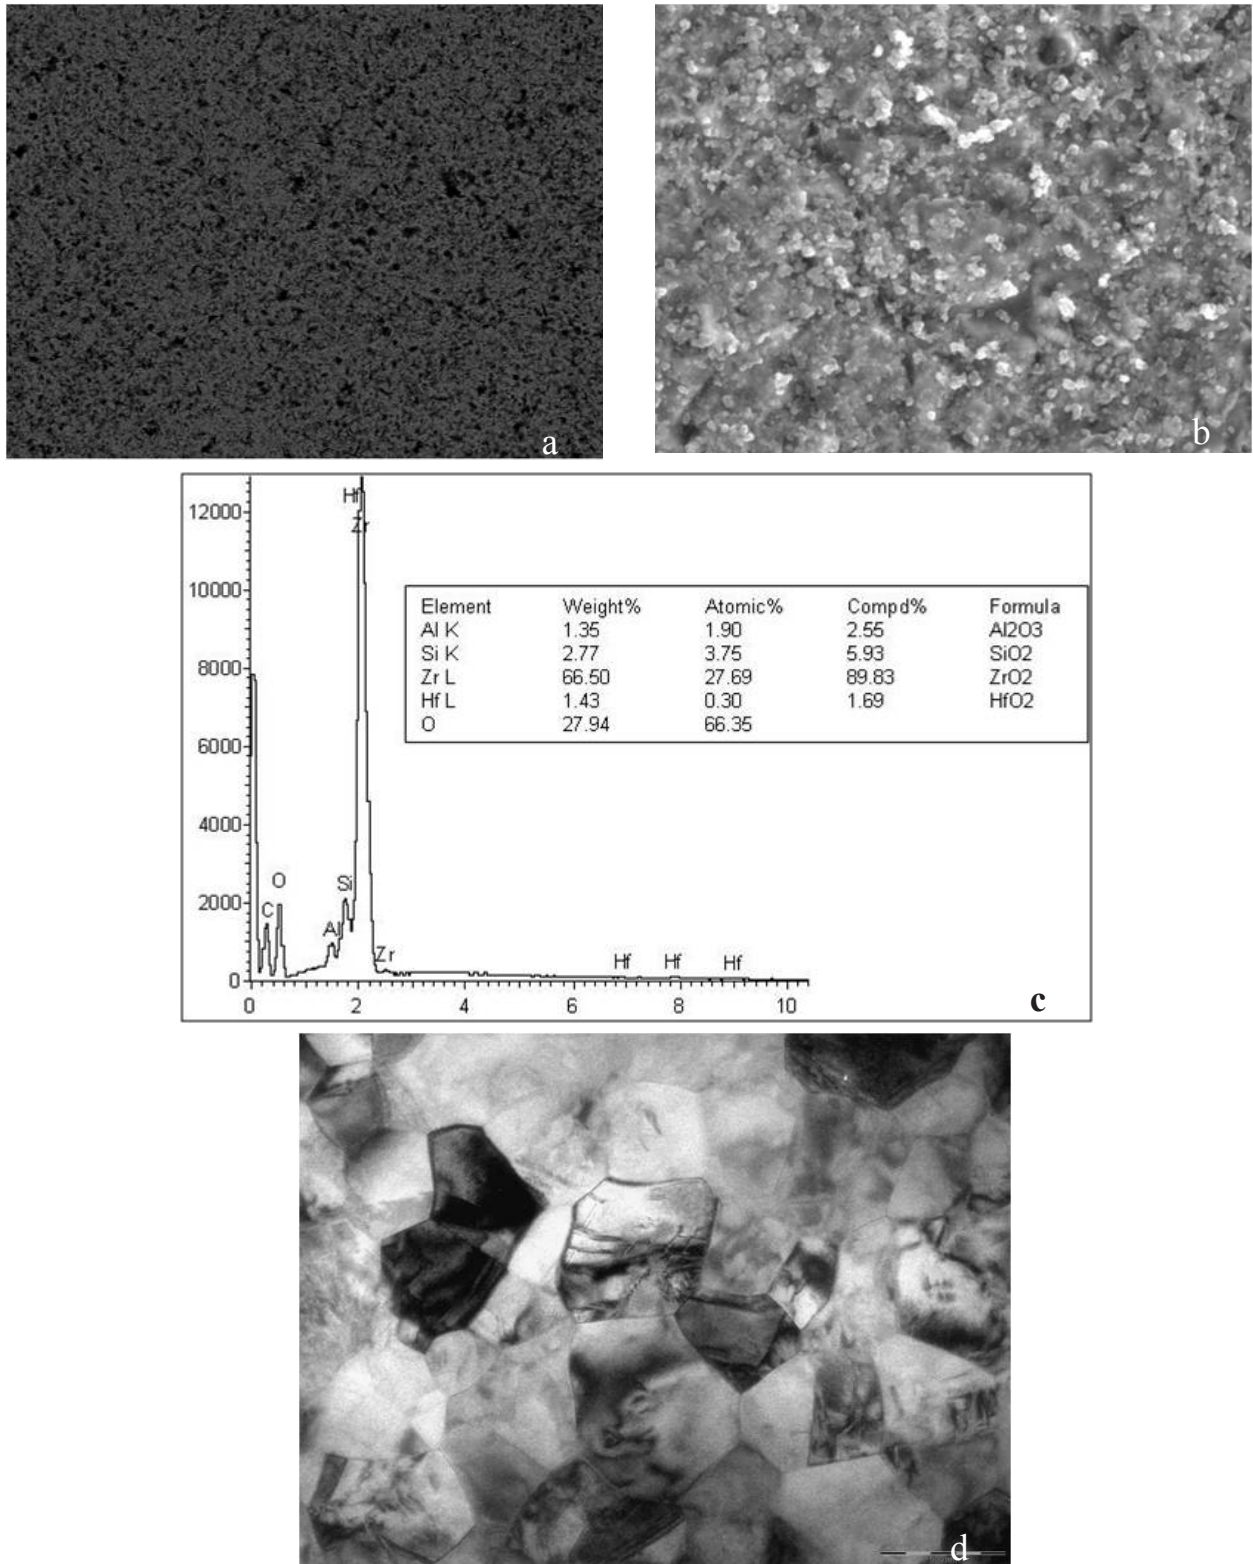 a
b
Hf
12000
Zr
10000
Element Weight% Atomic% Compd% Formula
Al K 1.35 1.90 2.55 Al2O3
Si K 2.77 3.75 5.93 SiO2
8000
Zr L 66.50 27.69 89.83 ZrO2
Hf L 1.43 0.30 1.69 HfO2
O 27.94 66.35
6000
4000
O
Si
2000
C
Al
Zr
Hf Hf Hf
0
0 2 4 6 8 10
c
d